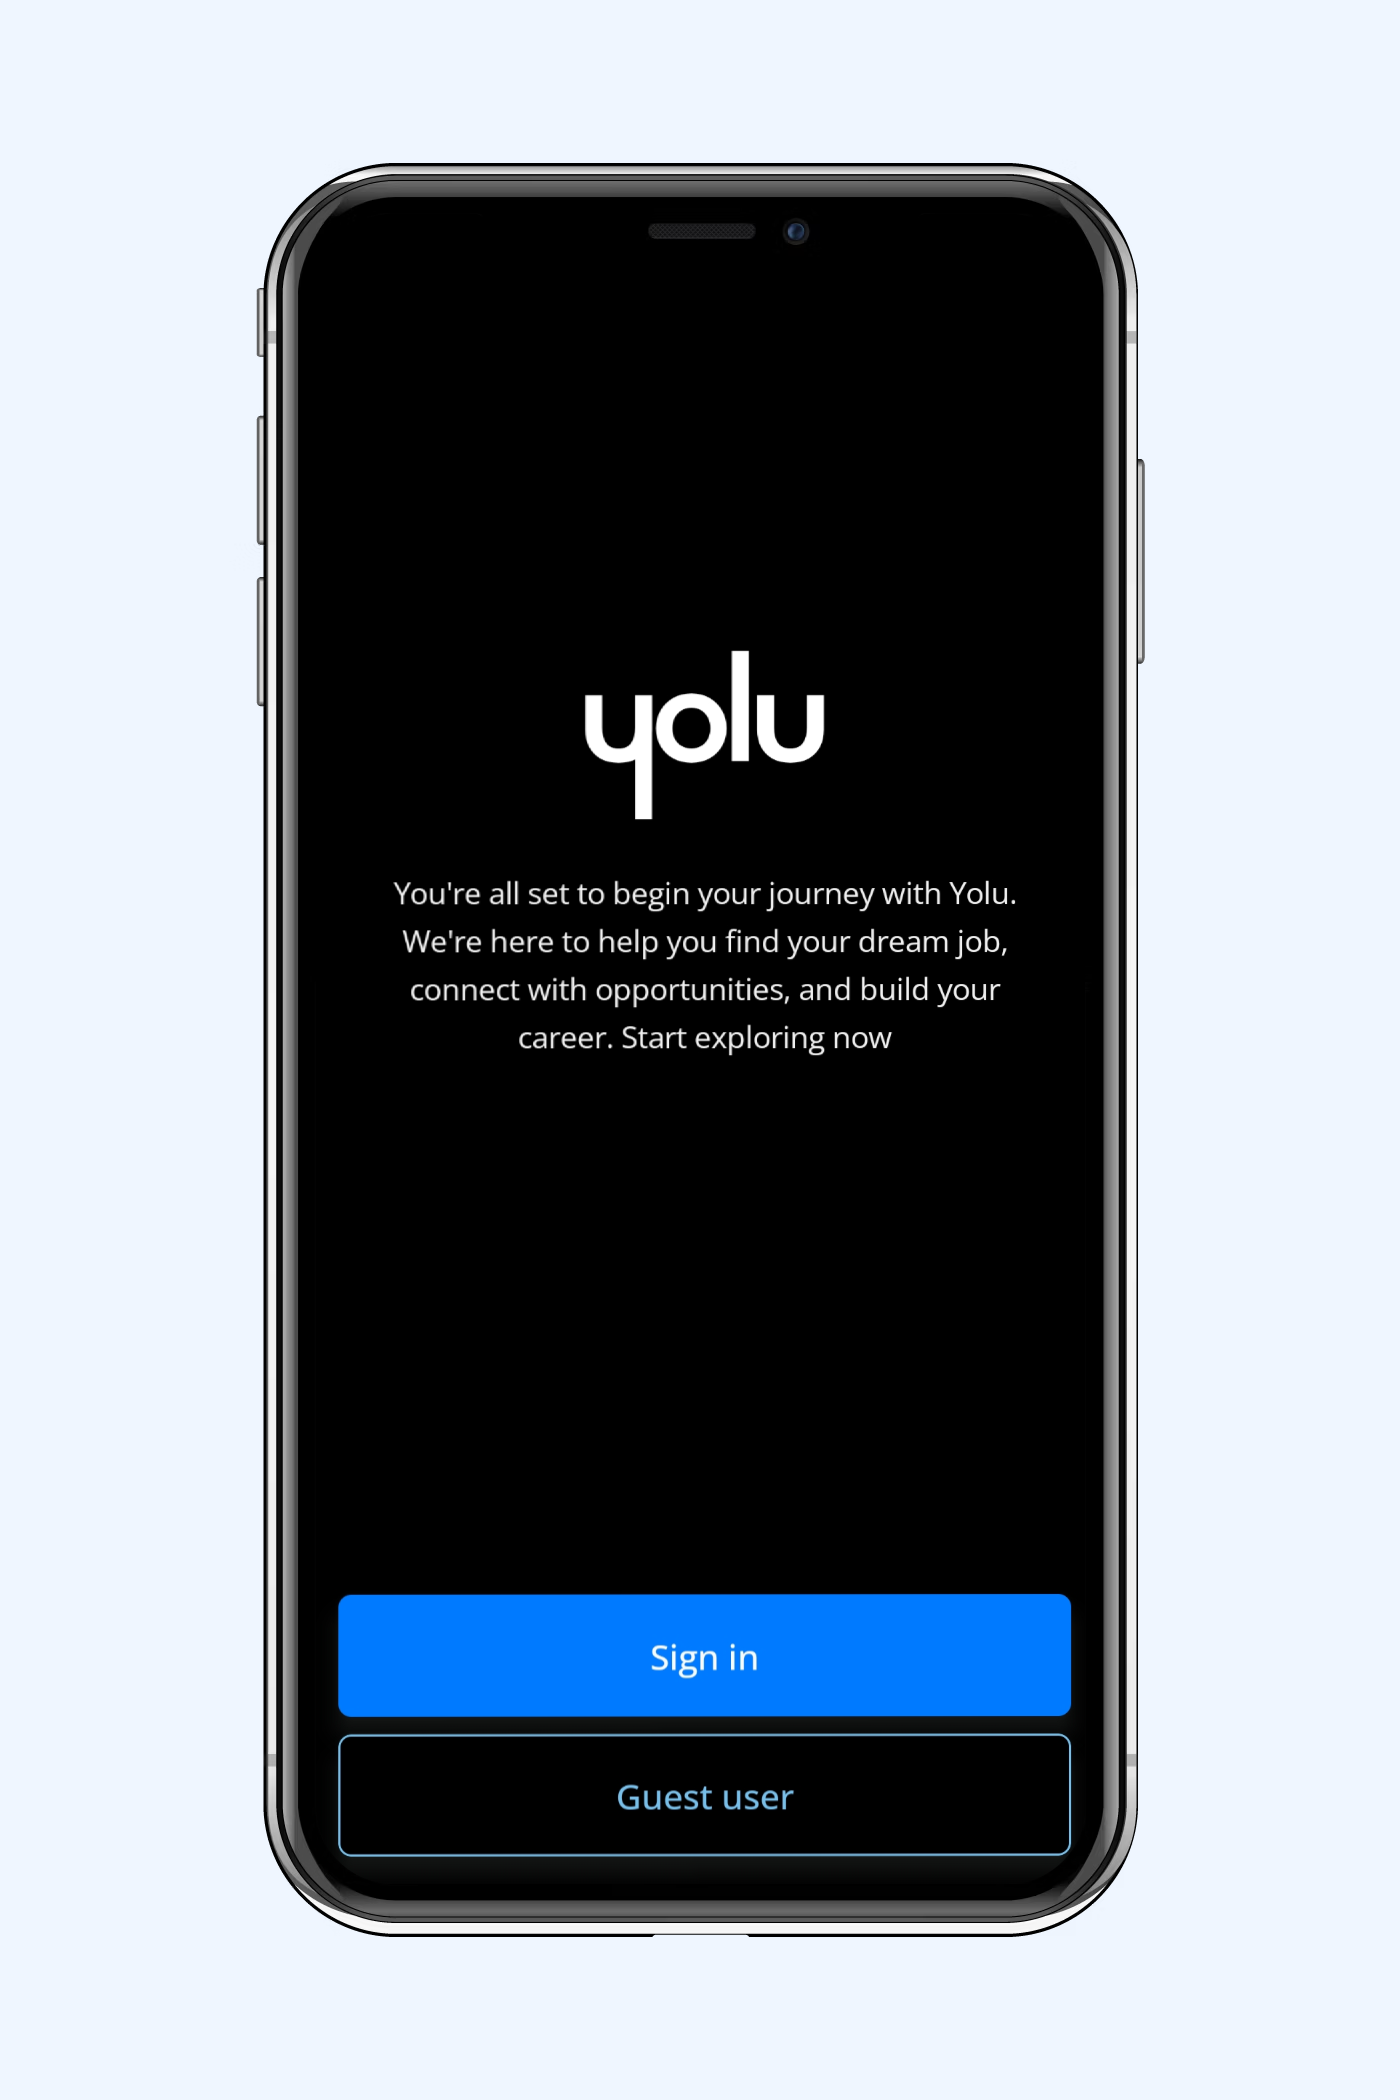 yolu
You're all set to begin your journey with Yolu.
We're here to help you find your dream job,
connect with opportunities, and build your
career. Start exploring now
Sign in
Guest user